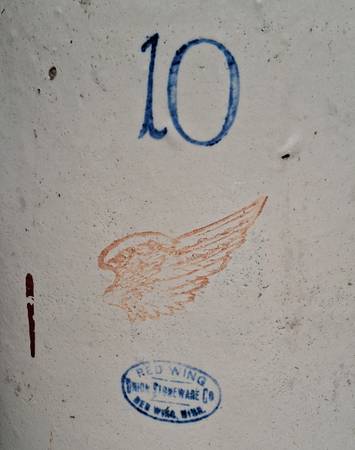 10
RED WING
UNION STONEWARE CO
RED WING, MINN.